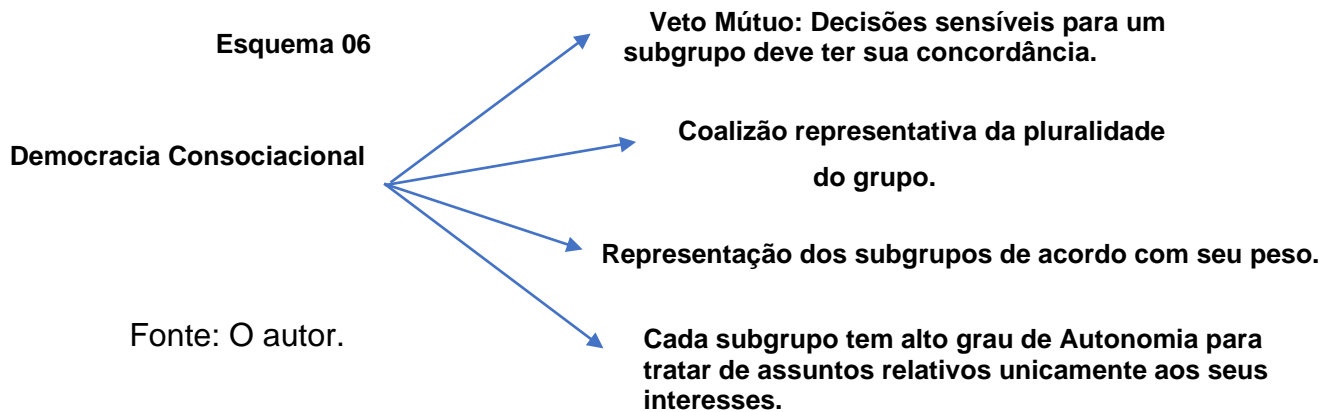 Esquema 06
Veto Mútuo: Decisões sensíveis para um
subgrupo deve ter sua concordância.
Democracia Consociacional
Coalizão representativa da pluralidade
do grupo.
Representação dos subgrupos de acordo com seu peso.
Cada subgrupo tem alto grau de Autonomia para
tratar de assuntos relativos unicamente aos seus
interesses.
Fonte: O autor.